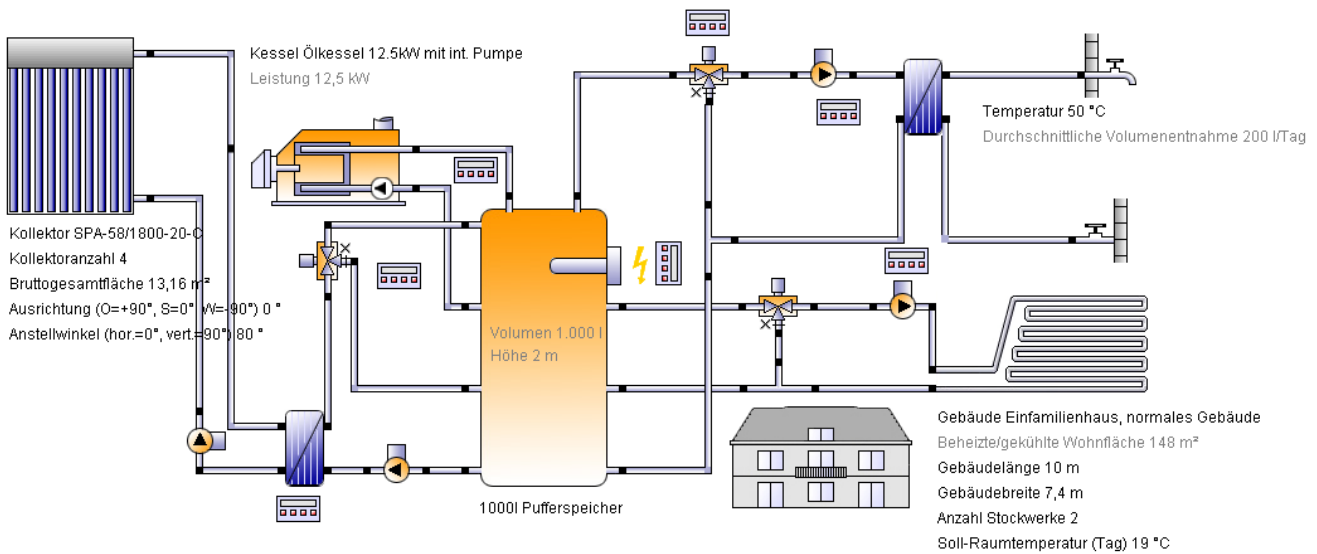 Kessel Ölkessel 12.5kW mit int. Pumpe
Leistung 12,5 kW
Temperatur 50 °C
Durchschnittliche Volumenentnahme 200 l/Tag
Kollektor SPA-58/1800-20-C
Kollektoranzahl 4
Bruttogesamtfläche 13,16 m²
Ausrichtung (O=+90°, S=0°, W=-90°) 0 °
Anstellwinkel (hor.=0°, vert.=90°) 80 °
Volumen 1.000 l
Höhe 2 m
1000l Pufferspeicher
Gebäude Einfamilienhaus, normales Gebäude
Beheizte/gekühlte Wohnfläche 148 m²
Gebäudelänge 10 m
Gebäudebreite 7,4 m
Anzahl Stockwerke 2
Soll-Raumtemperatur (Tag) 19 °C